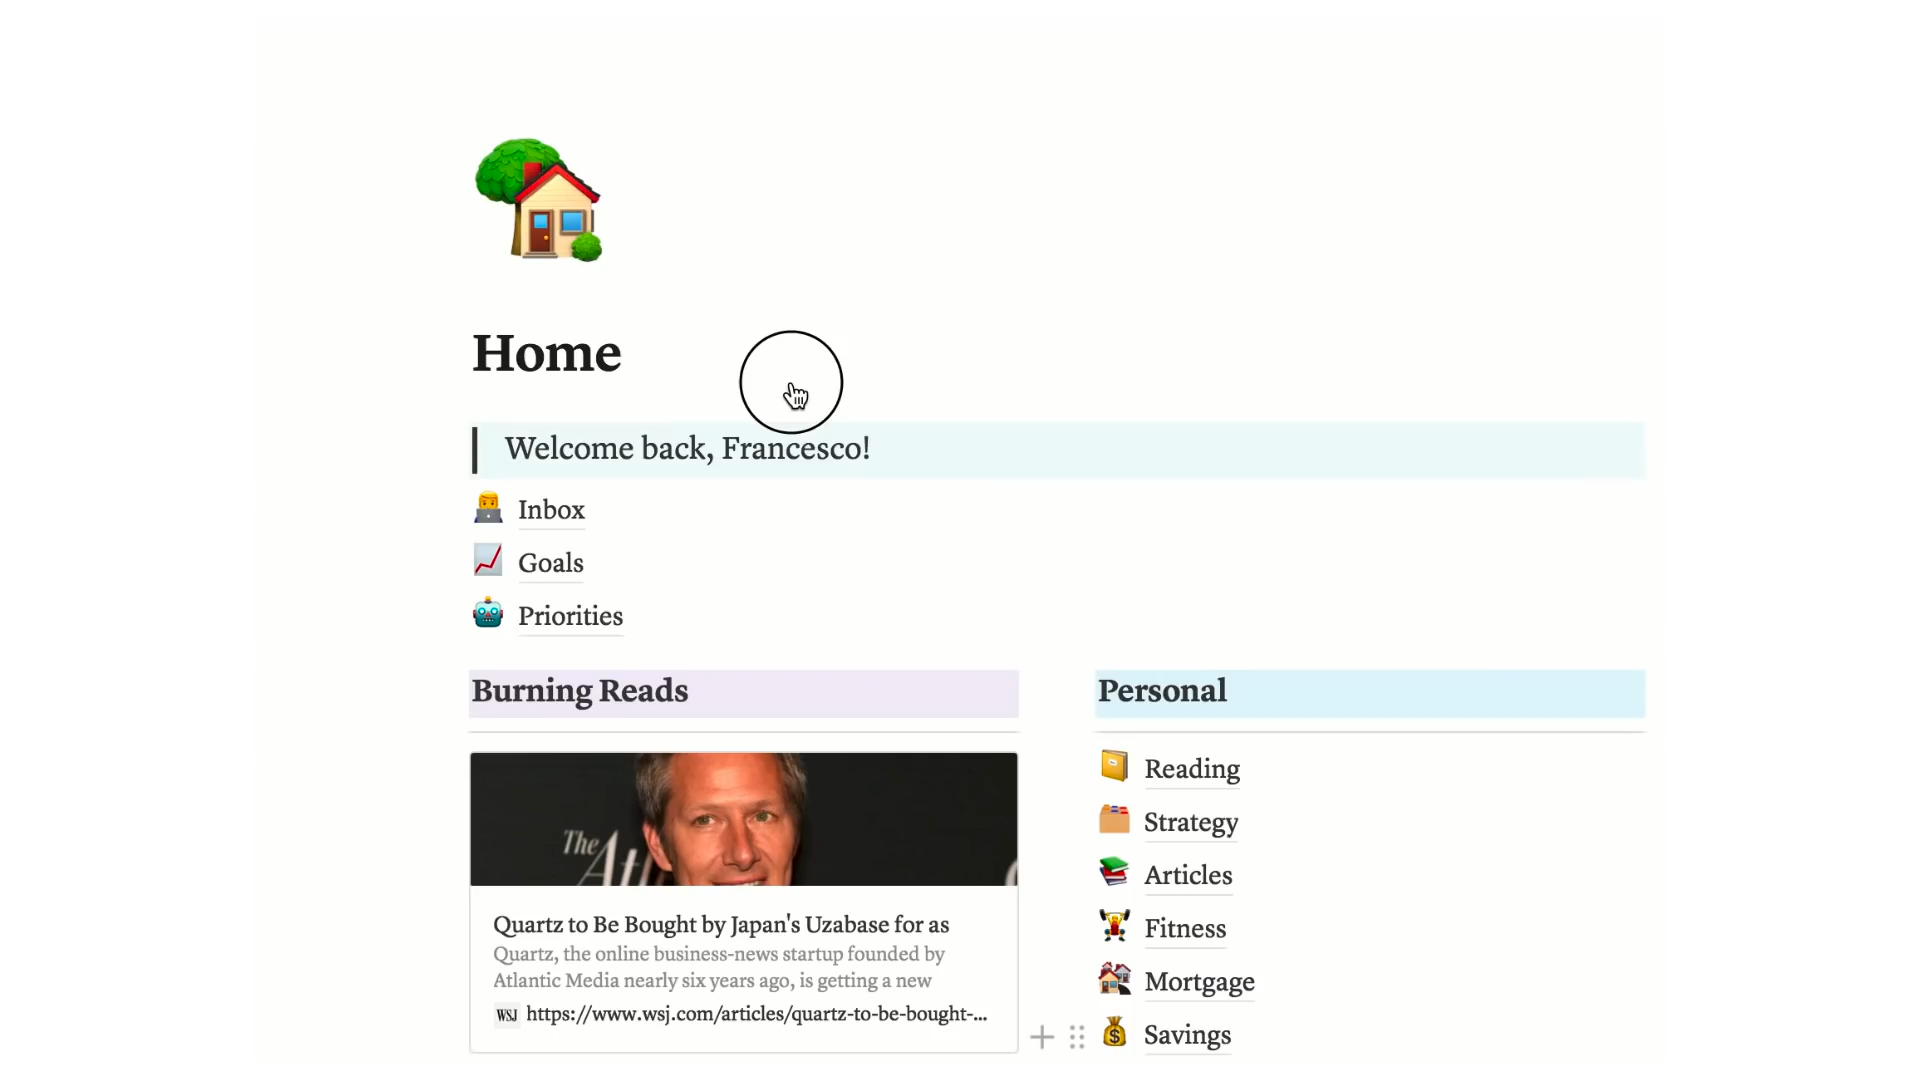 Home
Welcome back, Francesco!
Inbox
Goals
Priorities
Burning Reads
The
Quartz to Be Bought by Japan's Uzabase for as
Quartz, the online business-news startup founded by
Atlantic Media nearly six years ago, is getting a new
WSJ https://www.wsj.com/articles/quartz-to-be-bought-...
Personal
Reading
Strategy
Articles
Fitness
Mortgage
Savings